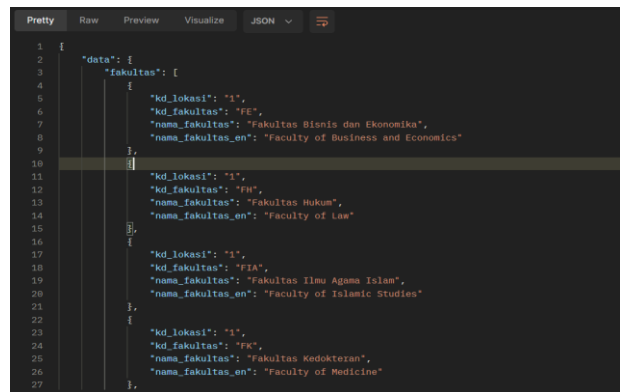 Pretty Raw Preview Visualize JSON
1 {
2 "data": {
3 "fakultas": [
4 {
5 "kd_lokasi": "1",
6 "kd_fakultas": "FE",
7 "nama_fakultas": "Fakultas Bisnis dan Ekonomika",
8 "nama_fakultas_en": "Faculty of Business and Economics"
9 },
10 {
11 "kd_lokasi": "1",
12 "kd_fakultas": "FH",
13 "nama_fakultas": "Fakultas Hukum",
14 "nama_fakultas_en": "Faculty of Law"
15 },
16 {
17 "kd_lokasi": "1",
18 "kd_fakultas": "FIA",
19 "nama_fakultas": "Fakultas Ilmu Agama Islam",
20 "nama_fakultas_en": "Faculty of Islamic Studies"
21 },
22 {
23 "kd_lokasi": "1",
24 "kd_fakultas": "FK",
25 "nama_fakultas": "Fakultas Kedokteran",
26 "nama_fakultas_en": "Faculty of Medicine"
27 },